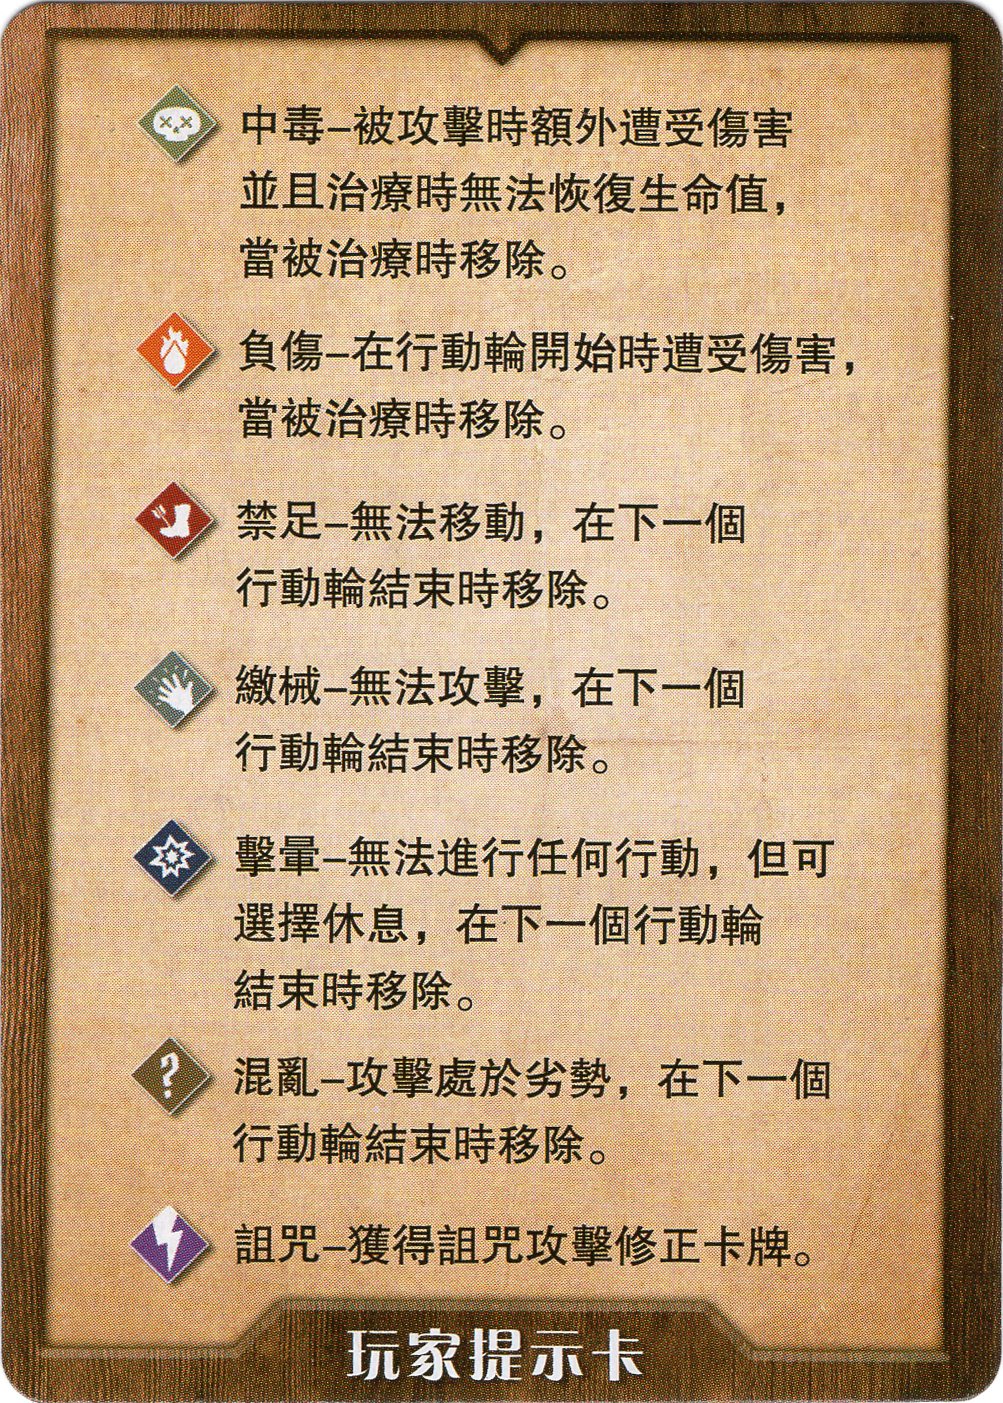 中毒–被攻擊時額外遭受傷害
並且治療時無法恢復生命值，
當被治療時移除。
負傷–在行動輪開始時遭受傷害，
當被治療時移除。
禁足–無法移動，在下一個
行動輪結束時移除。
繳械–無法攻擊，在下一個
行動輪結束時移除。
擊暈–無法進行任何行動，但可
選擇休息，在下一個行動輪
結束時移除。
?
混亂–攻擊處於劣勢，在下一個
行動輪結束時移除。
詛咒–獲得詛咒攻擊修正卡牌。
玩家提示卡